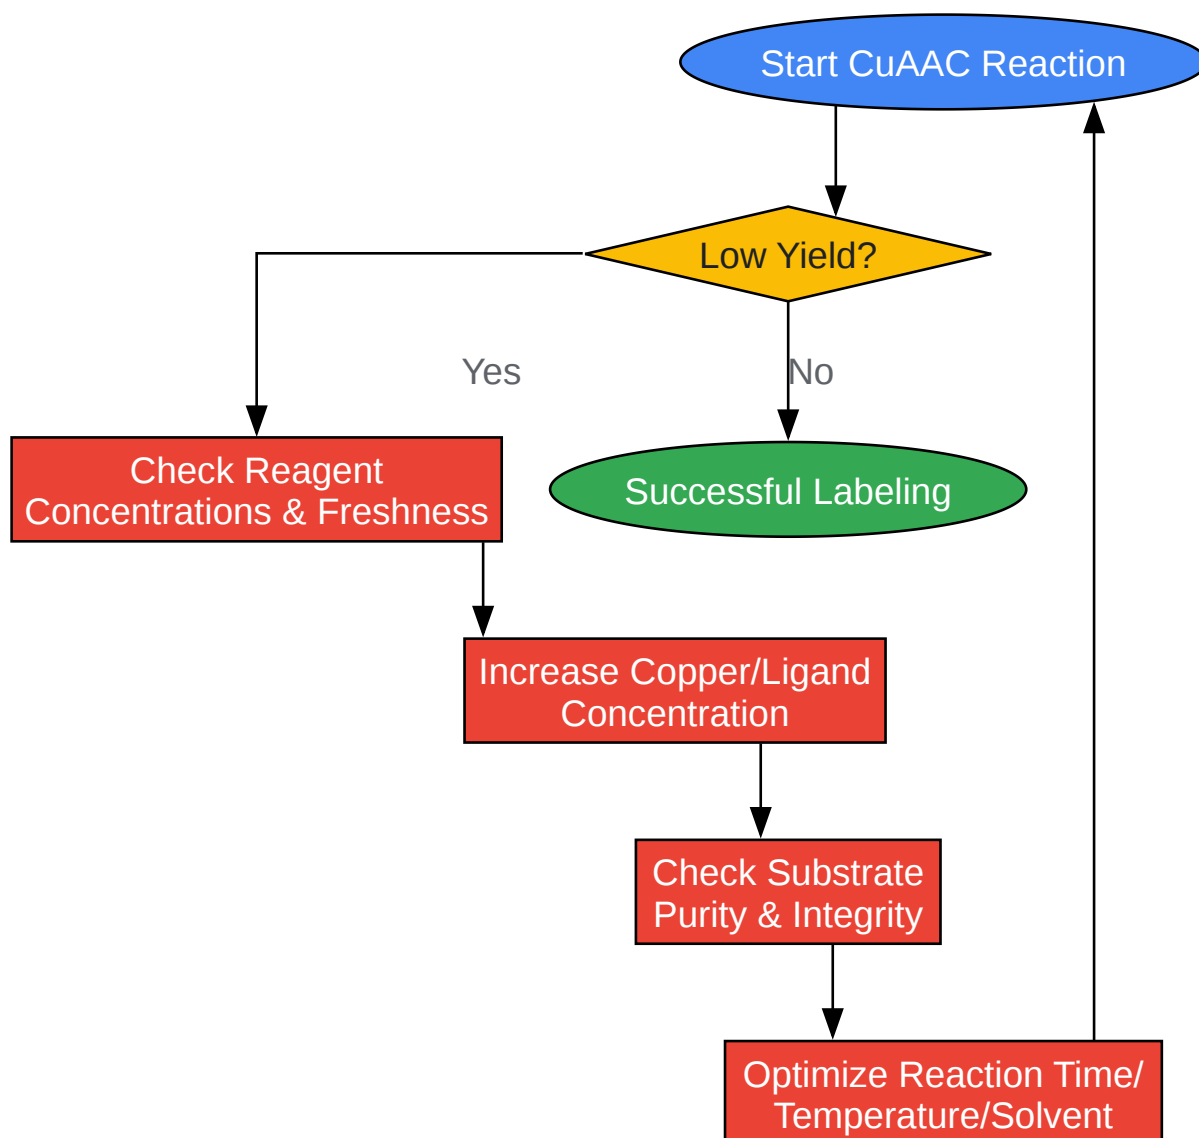 Start CuAAC Reaction
Low Yield?
Yes
No
Check Reagent
Concentrations & Freshness
Successful Labeling
Increase Copper/Ligand
Concentration
Check Substrate
Purity & Integrity
Optimize Reaction Time/
Temperature/Solvent